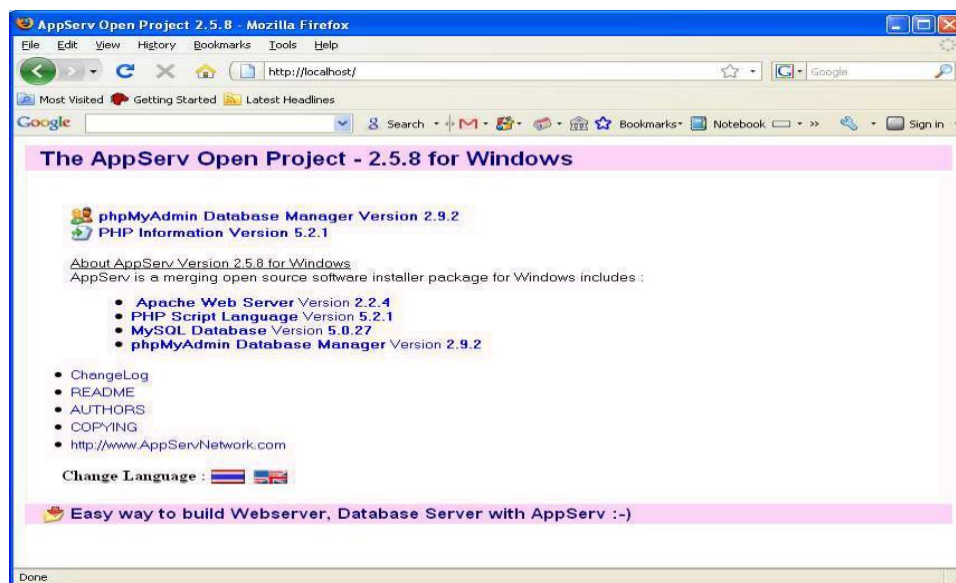 AppServ Open Project 2.5.8 - Mozilla Firefox
File Edit View History Bookmarks Tools Help
http://localhost/
Google
Most Visited Getting Started Latest Headlines
Google Search Bookmarks Notebook Sign in
The AppServ Open Project - 2.5.8 for Windows
phpMyAdmin Database Manager Version 2.9.2
PHP Information Version 5.2.1
About AppServ Version 2.5.8 for Windows
AppServ is a merging open source software installer package for Windows includes :
Apache Web Server Version 2.2.4
PHP Script Language Version 5.2.1
MySQL Database Version 5.0.27
phpMyAdmin Database Manager Version 2.9.2
ChangeLog
README
AUTHORS
COPYING
http://www.AppServNetwork.com
Change Language :
Easy way to build Webserver, Database Server with AppServ :-)
Done